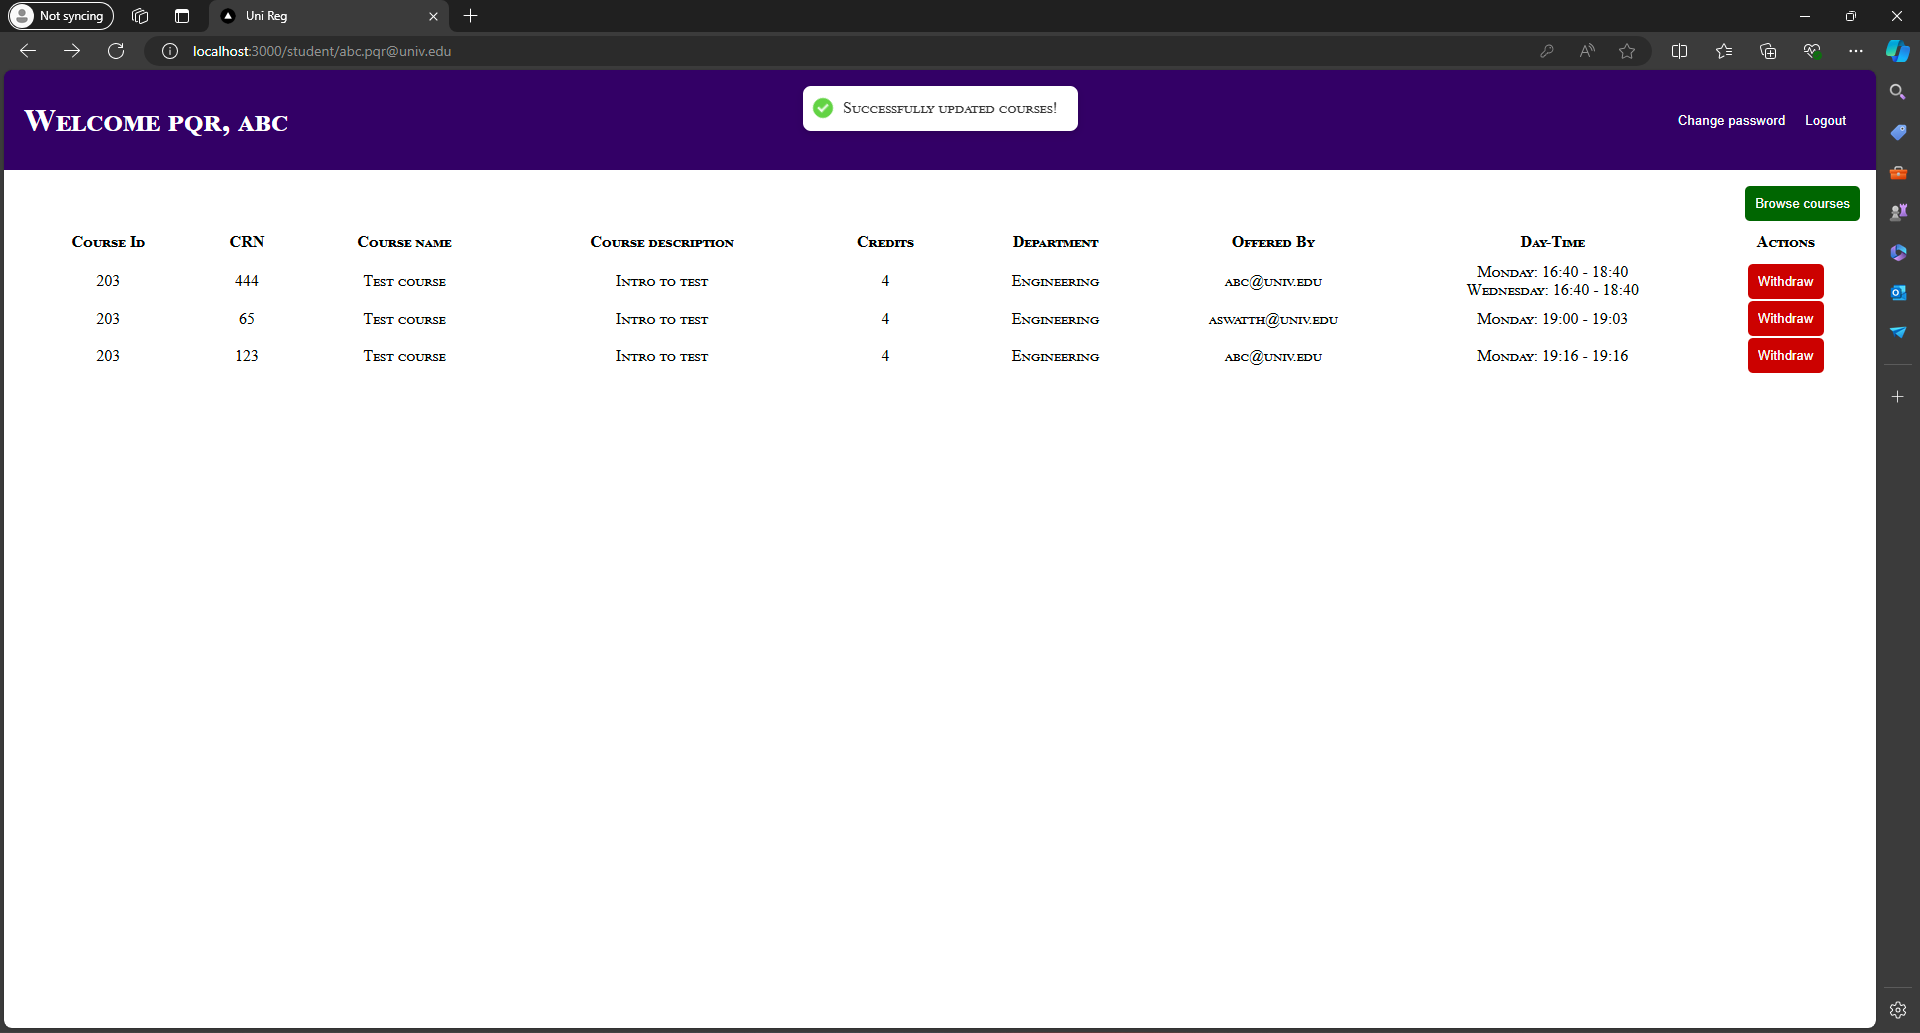 Not syncing
Uni Reg
localhost:3000/student/abc.pqr@univ.edu
Welcome pqr, abc
Successfully updated courses!
Change password Logout
Browse courses
Course Id CRN Course name Course description Credits Department Offered By Day-Time Actions
203 444 Test course Intro to test 4 Engineering abc@univ.edu Monday: 16:40 - 18:40 Withdraw
Wednesday: 16:40 - 18:40
203 65 Test course Intro to test 4 Engineering aswatth@univ.edu Monday: 19:00 - 19:03 Withdraw
203 123 Test course Intro to test 4 Engineering abc@univ.edu Monday: 19:16 - 19:16 Withdraw